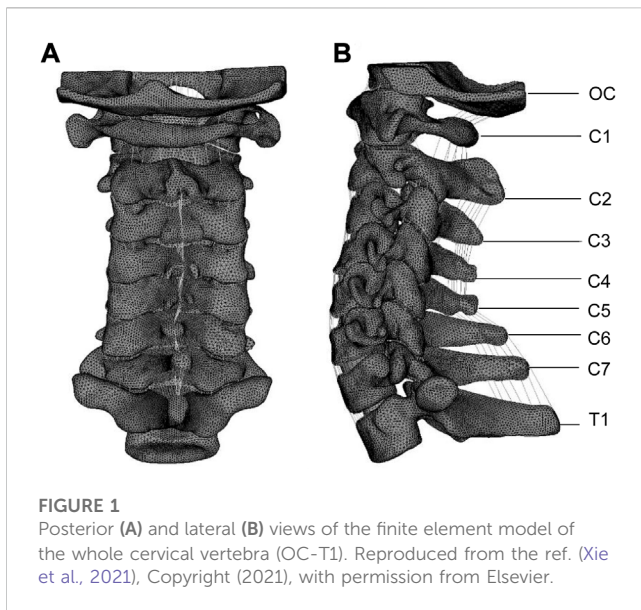 A
B
OC
C1
C2
C3
C4
C5
C6
C7
T1
FIGURE 1
Posterior (A) and lateral (B) views of the finite element model of
the whole cervical vertebra (OC-T1). Reproduced from the ref. (Xie
et al., 2021), Copyright (2021), with permission from Elsevier.